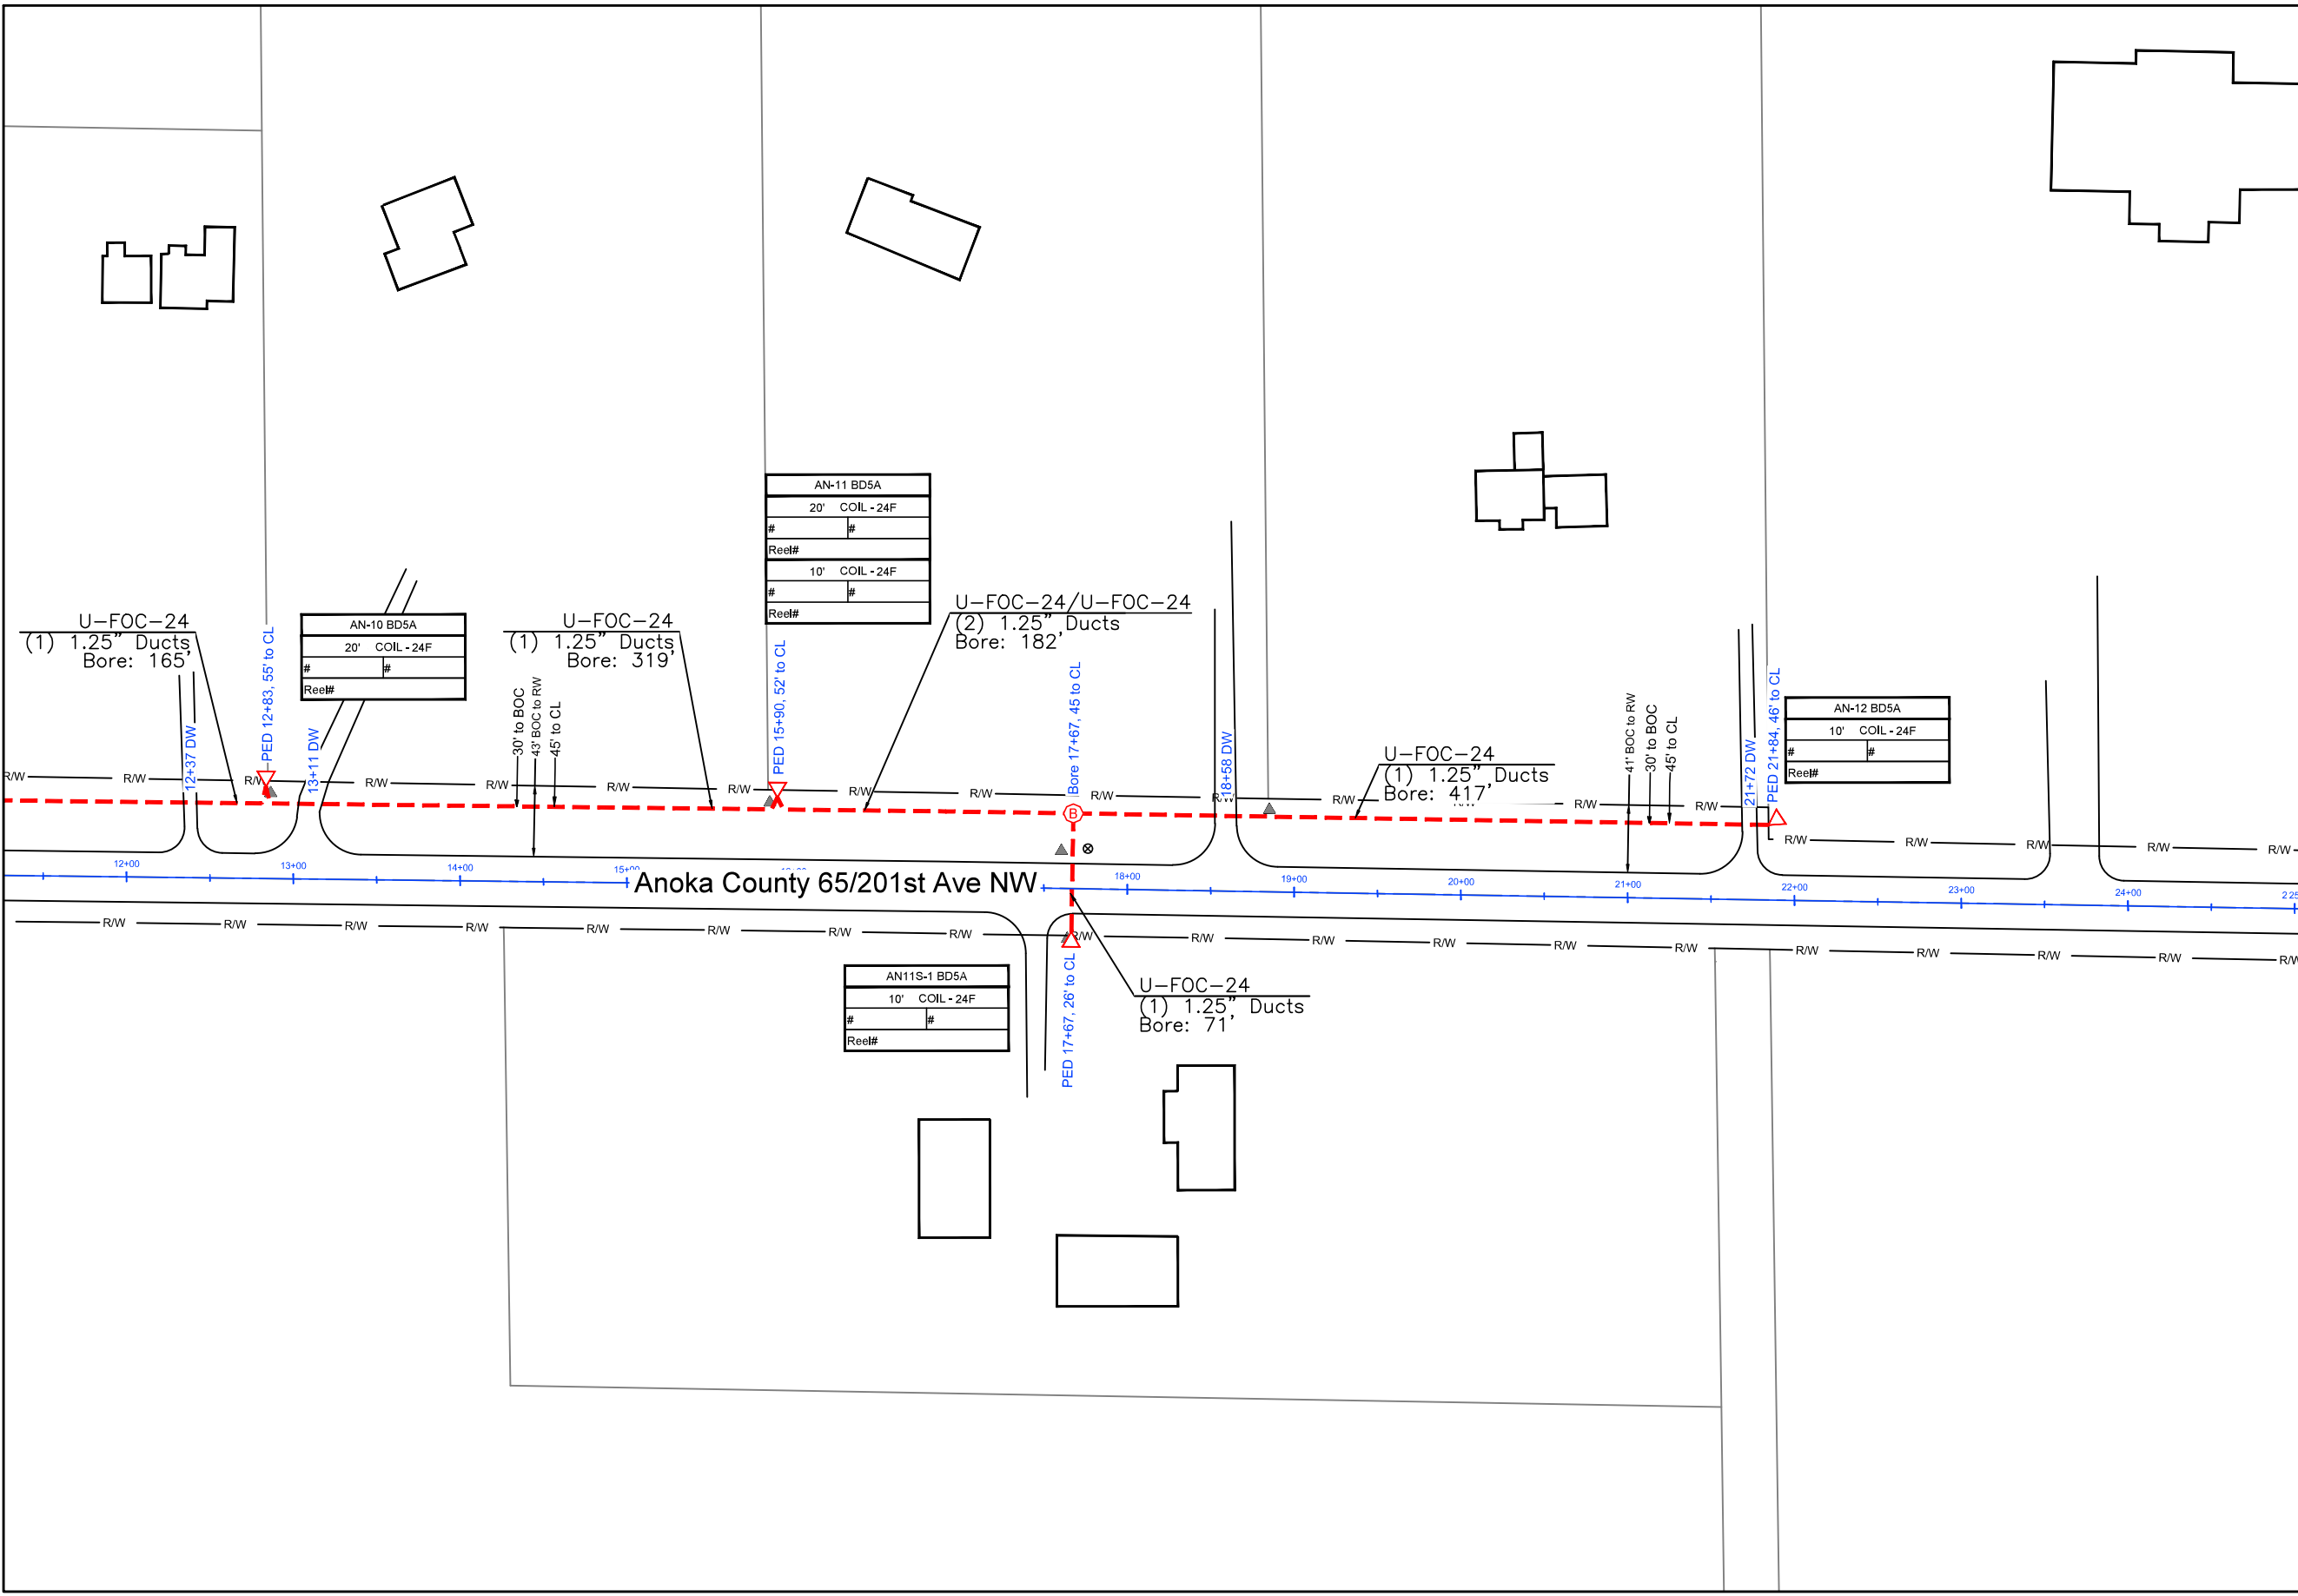 AN-11 BD5A
20' COIL - 24F
# #
Reel#
10' COIL - 24F
# #
Reel#
U-FOC-24
(1) 1.25" Ducts
Bore: 165'
PED 12+83, 55' to CL
AN-10 BD5A
20' COIL - 24F
# #
Reel#
U-FOC-24
(1) 1.25" Ducts
Bore: 319'
U-FOC-24/U-FOC-24
(2) 1.25" Ducts
Bore: 182'
12+37 DW
13+11 DW
30' to BOC
43' BOC to RW
45' to CL
PED 15+90, 52' to CL
Bore 17+67, 45 to CL
18+58 DW
U-FOC-24
(1) 1.25" Ducts
Bore: 417'
41' BOC to RW
30' to BOC
45' to CL
21+72 DW
PED 21+84, 46' to CL
AN-12 BD5A
10' COIL - 24F
# #
Reel#
R/W R/W R/W R/W R/W R/W R/W R/W R/W R/W R/W R/W R/W R/W
B
R/W R/W R/W R/W R/W
12+00 13+00 14+00 15+00 18+00 19+00 20+00 21+00 22+00 23+00 24+00
Anoka County 65/201st Ave NW
R/W R/W R/W R/W R/W R/W R/W R/W R/W R/W R/W R/W R/W R/W R/W R/W R/W R/W R/W
AN11S-1 BD5A
10' COIL - 24F
# #
Reel#
PED 17+67, 26' to CL
U-FOC-24
(1) 1.25" Ducts
Bore: 71'